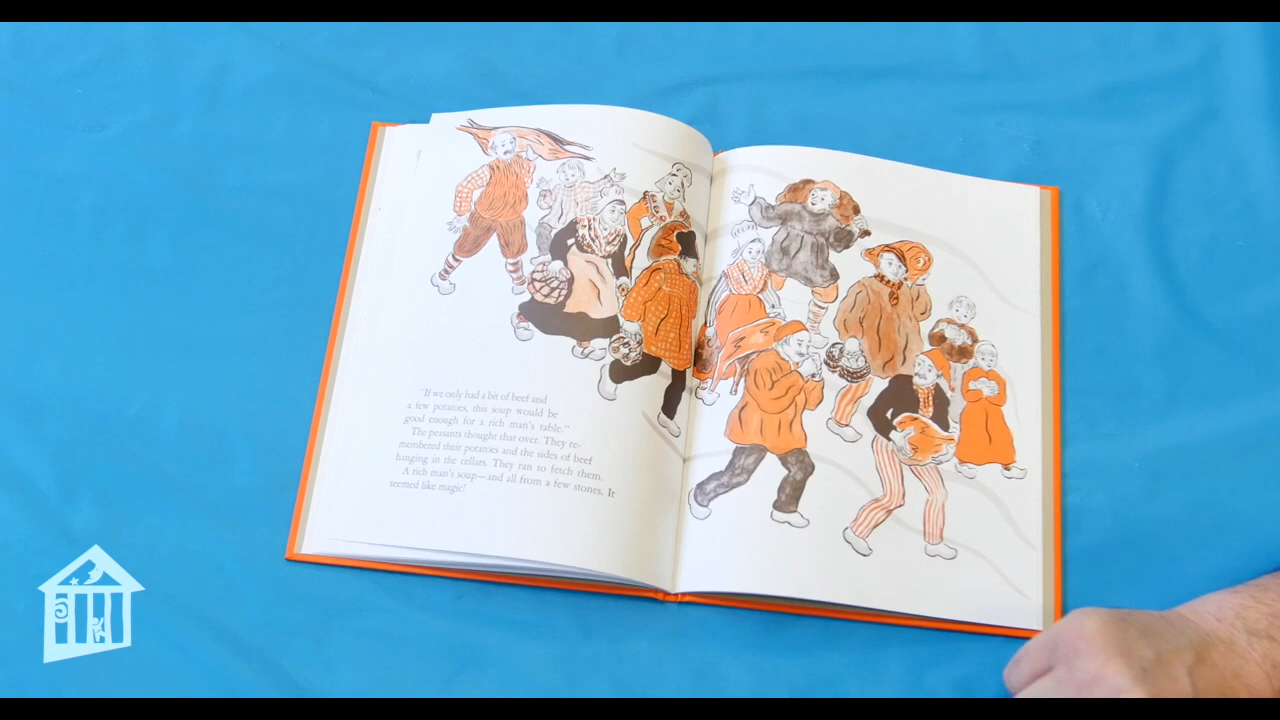 "If we only had a bit of beef and
a few potatoes, this soup would be
good enough for a rich man's table."
The peasants thought that over. They re-
membered their potatoes and the sides of beef
hanging in the cellars. They ran to fetch them.
A rich man's soup—and all from a few stones. It
seemed like magic!